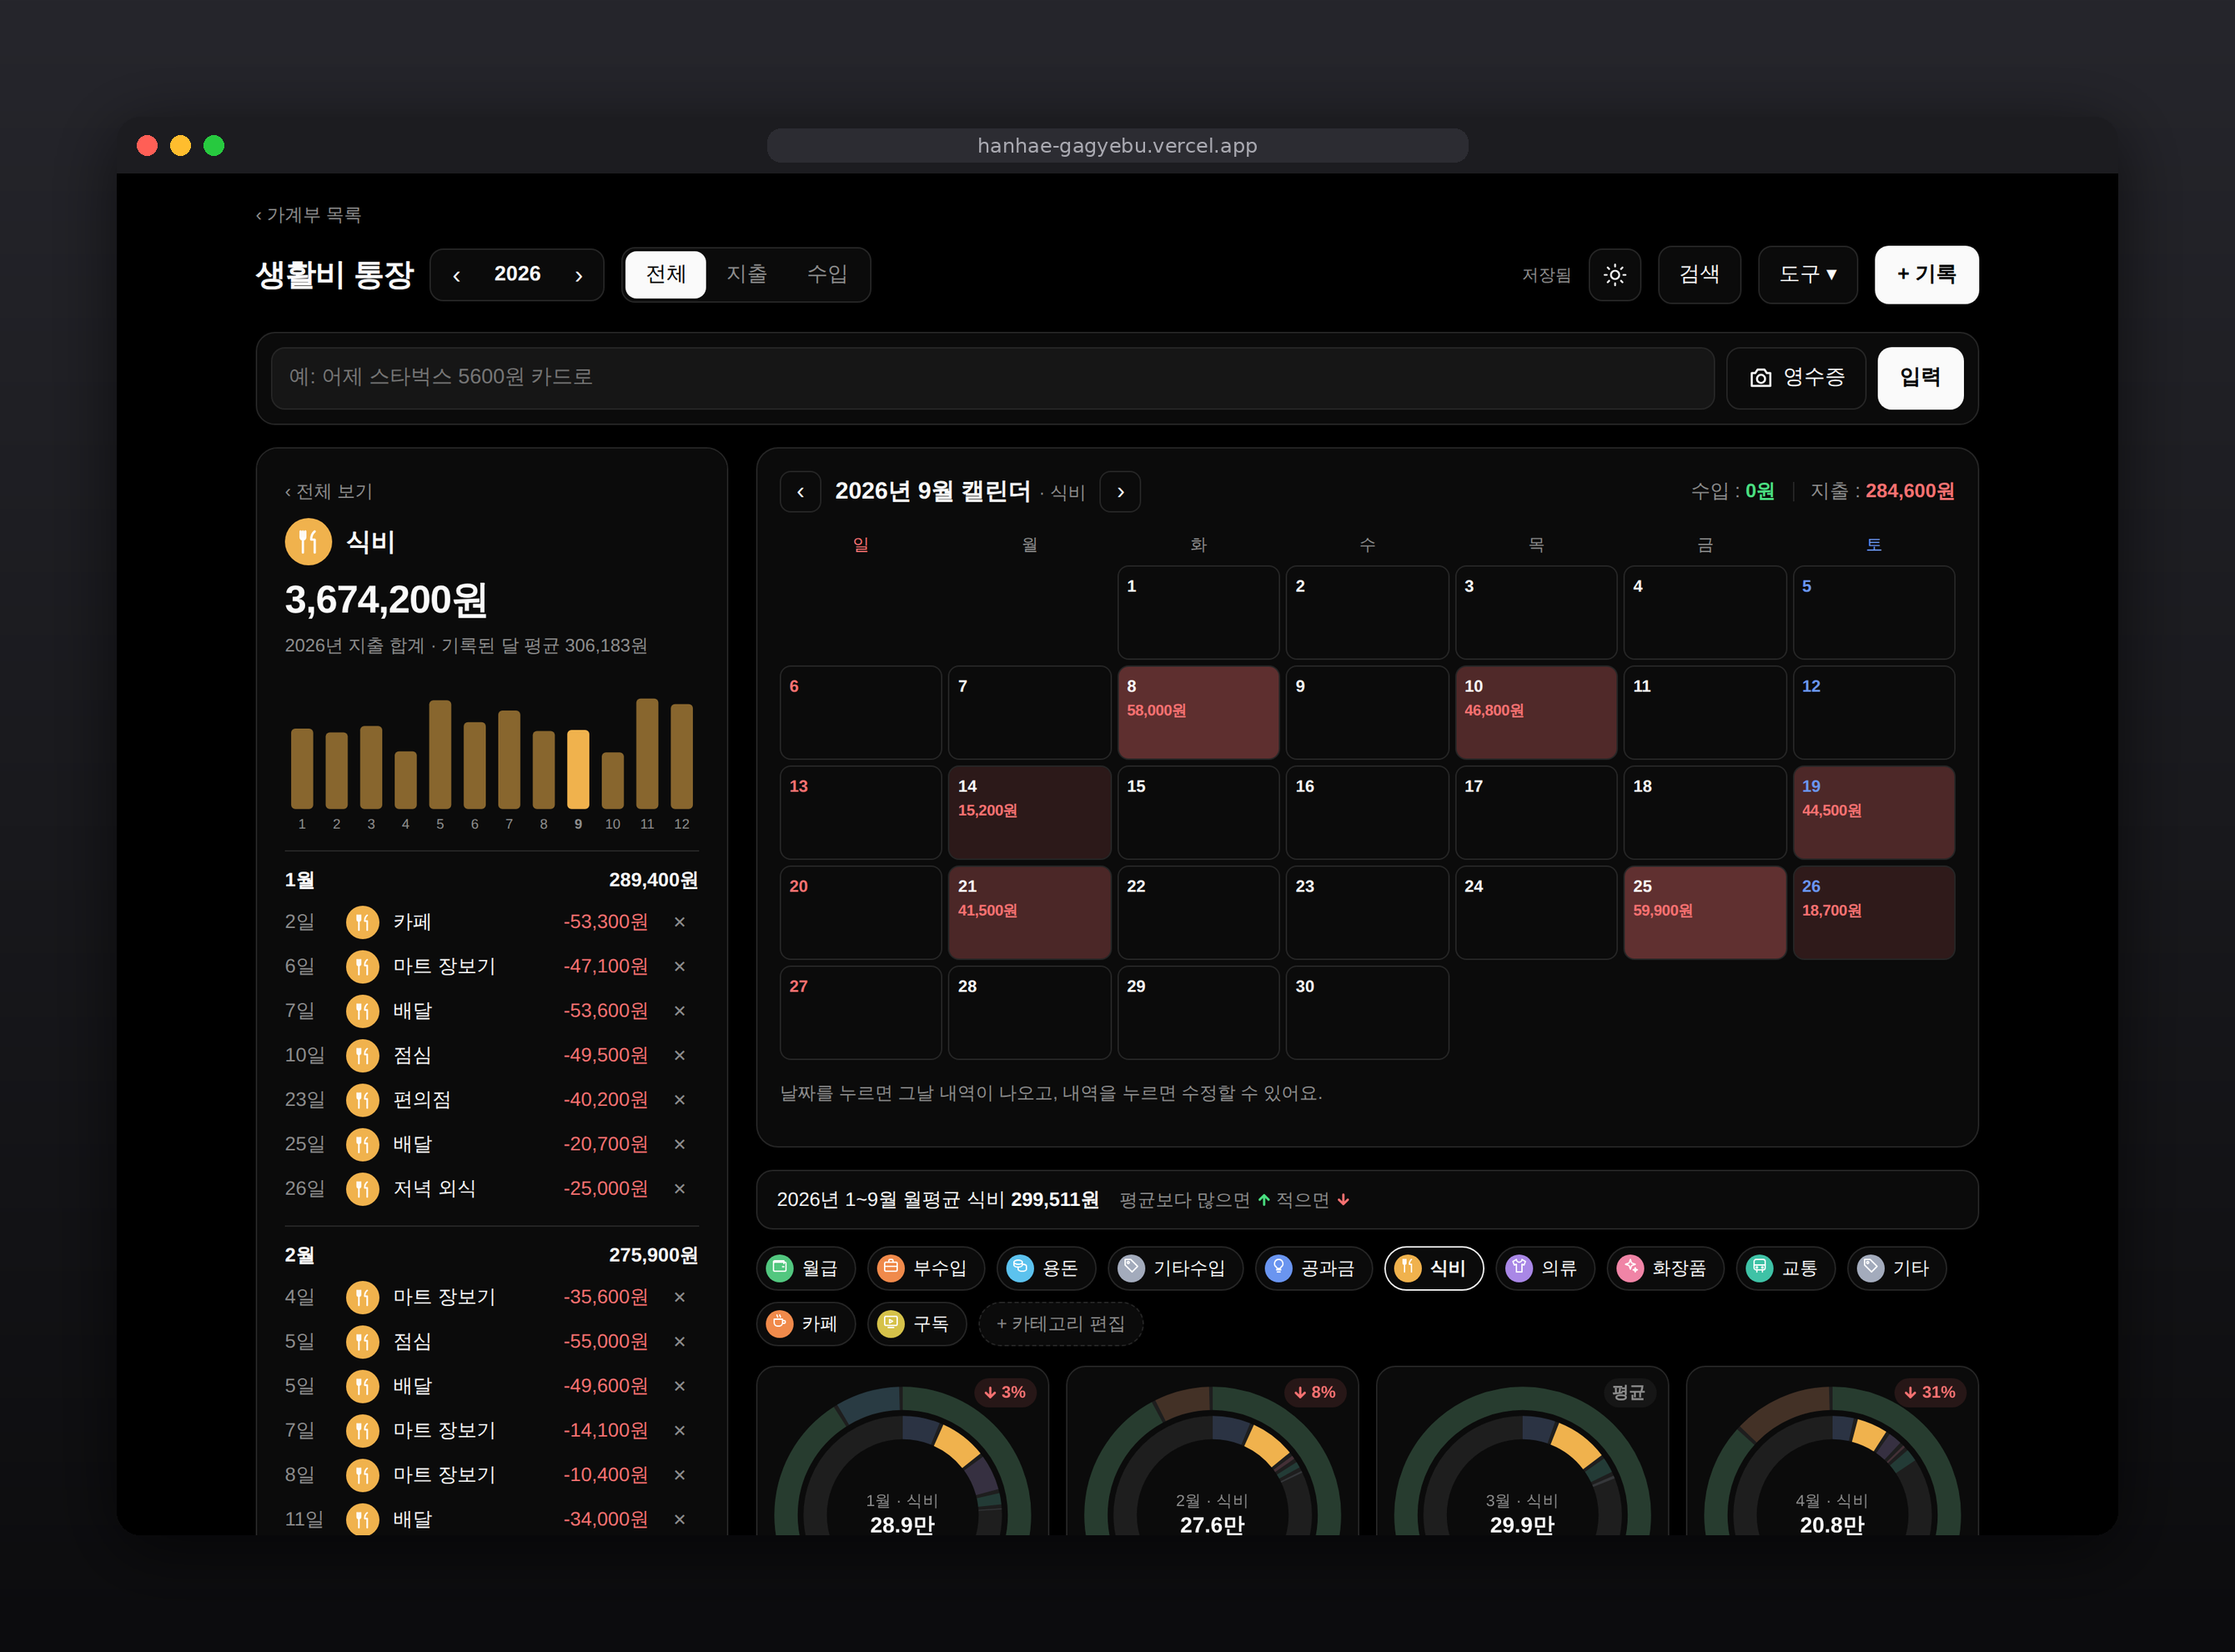 hanhae-gagyebu.vercel.app
‹ 가계부 목록
생활비 통장 ‹ 2026 › 전체 지출 수입 저장됨 검색 도구 ▾ + 기록
예: 어제 스타벅스 5600원 카드로 영수증 입력
‹ 전체 보기
식비
3,674,200원
2026년 지출 합계 · 기록된 달 평균 306,183원
1 2 3 4 5 6 7 8 9 10 11 12
1월 289,400원
2일 카페 -53,300원 ×
6일 마트 장보기 -47,100원 ×
7일 배달 -53,600원 ×
10일 점심 -49,500원 ×
23일 편의점 -40,200원 ×
25일 배달 -20,700원 ×
26일 저녁 외식 -25,000원 ×
2월 275,900원
4일 마트 장보기 -35,600원 ×
5일 점심 -55,000원 ×
5일 배달 -49,600원 ×
7일 마트 장보기 -14,100원 ×
8일 마트 장보기 -10,400원 ×
11일 배달 -34,000원 ×
‹ 2026년 9월 캘린더 · 식비 › 수입 : 0원 지출 : 284,600원
일 월 화 수 목 금 토
1 2 3 4 5
6 7 8 9 10 11 12
58,000원 46,800원
13 14 15 16 17 18 19
15,200원 44,500원
20 21 22 23 24 25 26
41,500원 59,900원 18,700원
27 28 29 30
날짜를 누르면 그날 내역이 나오고, 내역을 누르면 수정할 수 있어요.
2026년 1~9월 월평균 식비 299,511원 평균보다 많으면 ↑ 적으면 ↓
월급 부수입 용돈 기타수입 공과금 식비 의류 화장품 교통 기타
카페 구독 + 카테고리 편집
↓ 3% ↓ 8% 평균 ↓ 31%
1월 · 식비 2월 · 식비 3월 · 식비 4월 · 식비
28.9만 27.6만 29.9만 20.8만